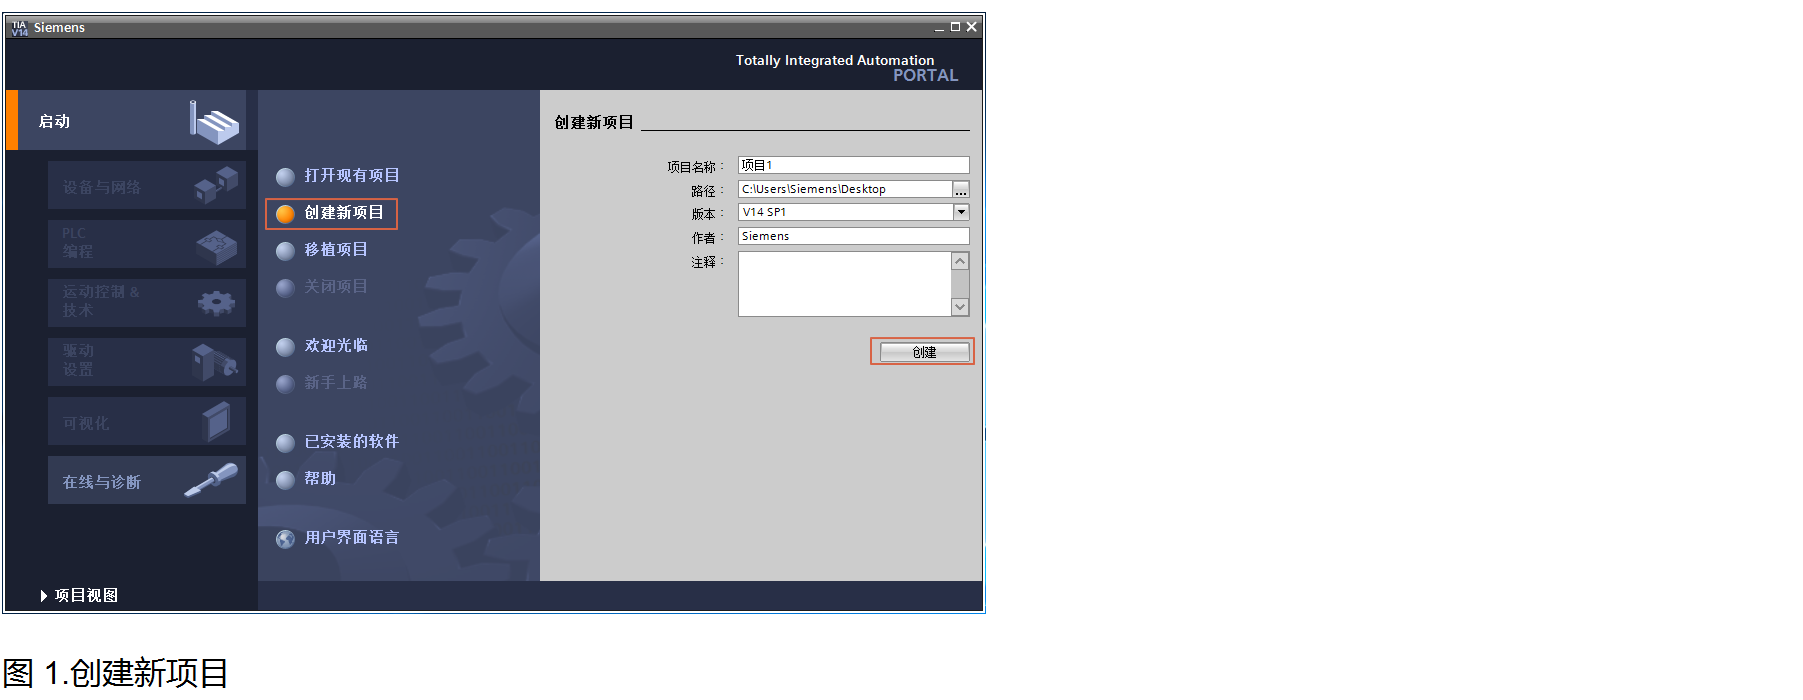 TIA
V14
Siemens
Totally Integrated Automation
PORTAL
启动
设备与网络
PLC
编程
运动控制 &
技术
驱动
设置
可视化
在线与诊断
项目视图
打开现有项目
创建新项目
移植项目
关闭项目
欢迎光临
新手上路
已安装的软件
帮助
用户界面语言
创建新项目
项目名称： 项目1
路径： C:\Users\Siemens\Desktop ...
版本： V14 SP1
作者： Siemens
注释：
创建
图 1.创建新项目